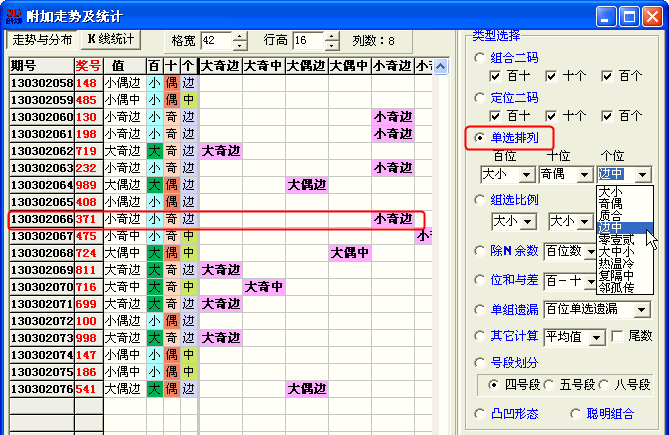 附加走势及统计
走势与分布 K线统计 格宽 42 行高 16 列数：8
期号 奖号 值 百 十 个 大奇边 大奇中 大偶边 大偶中 小奇边 小奇
130302058 148 小偶边 小 偶 边
130302059 485 小偶中 小 偶 中
130302060 130 小奇边 小 奇 边 小奇边
130302061 198 小奇边 小 奇 边 小奇边
130302062 719 大奇边 大 奇 边 大奇边
130302063 232 小奇边 小 奇 边 小奇边
130302064 989 大偶边 大 偶 边 大偶边
130302065 408 小偶边 小 偶 边
130302066 371 小奇边 小 奇 边 小奇边
130302067 475 小奇中 小 奇 中 小奇
130302068 724 大偶中 大 偶 中 大偶中
130302069 811 大奇边 大 奇 边 大奇边
130302070 716 大奇中 大 奇 中 大奇中
130302071 699 大奇边 大 奇 边 大奇边
130302072 100 小偶边 小 偶 边
130302073 998 大奇边 大 奇 边 大奇边
130302074 147 小偶中 小 偶 中
130302075 186 小偶中 小 偶 中
130302076 541 大偶边 大 偶 边 大偶边
类型选择
组合二码
百十 十个 百个
定位二码
百十 十个 百个
单选排列
百位 十位 个位
大小 奇偶 边中
大小
奇偶
质合
边中
零壹贰
大中小
热温冷
复隔中
邻孤传
组选比例
大小 大小
除N余数 百位数
位和与差 百-十
单组遗漏 百位单选遗漏
其它计算 平均值 尾数
号段划分
四号段 五号段 八号段
凸凹形态 聪明组合